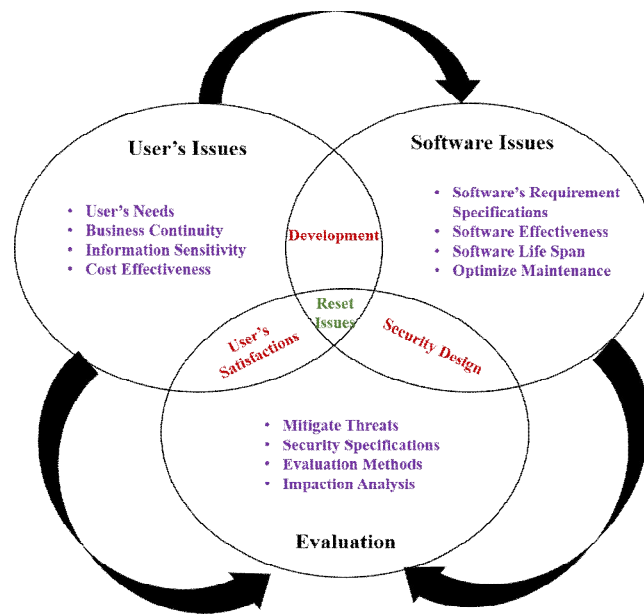 User's Issues
• User's Needs
• Business Continuity
• Information Sensitivity
• Cost Effectiveness
Software Issues
• Software's Requirement
Specifications
• Software Effectiveness
• Software Life Span
• Optimize Maintenance
Development
Reset
Issues
User's
Satisfactions
Security Design
• Mitigate Threats
• Security Specifications
• Evaluation Methods
• Impaction Analysis
Evaluation